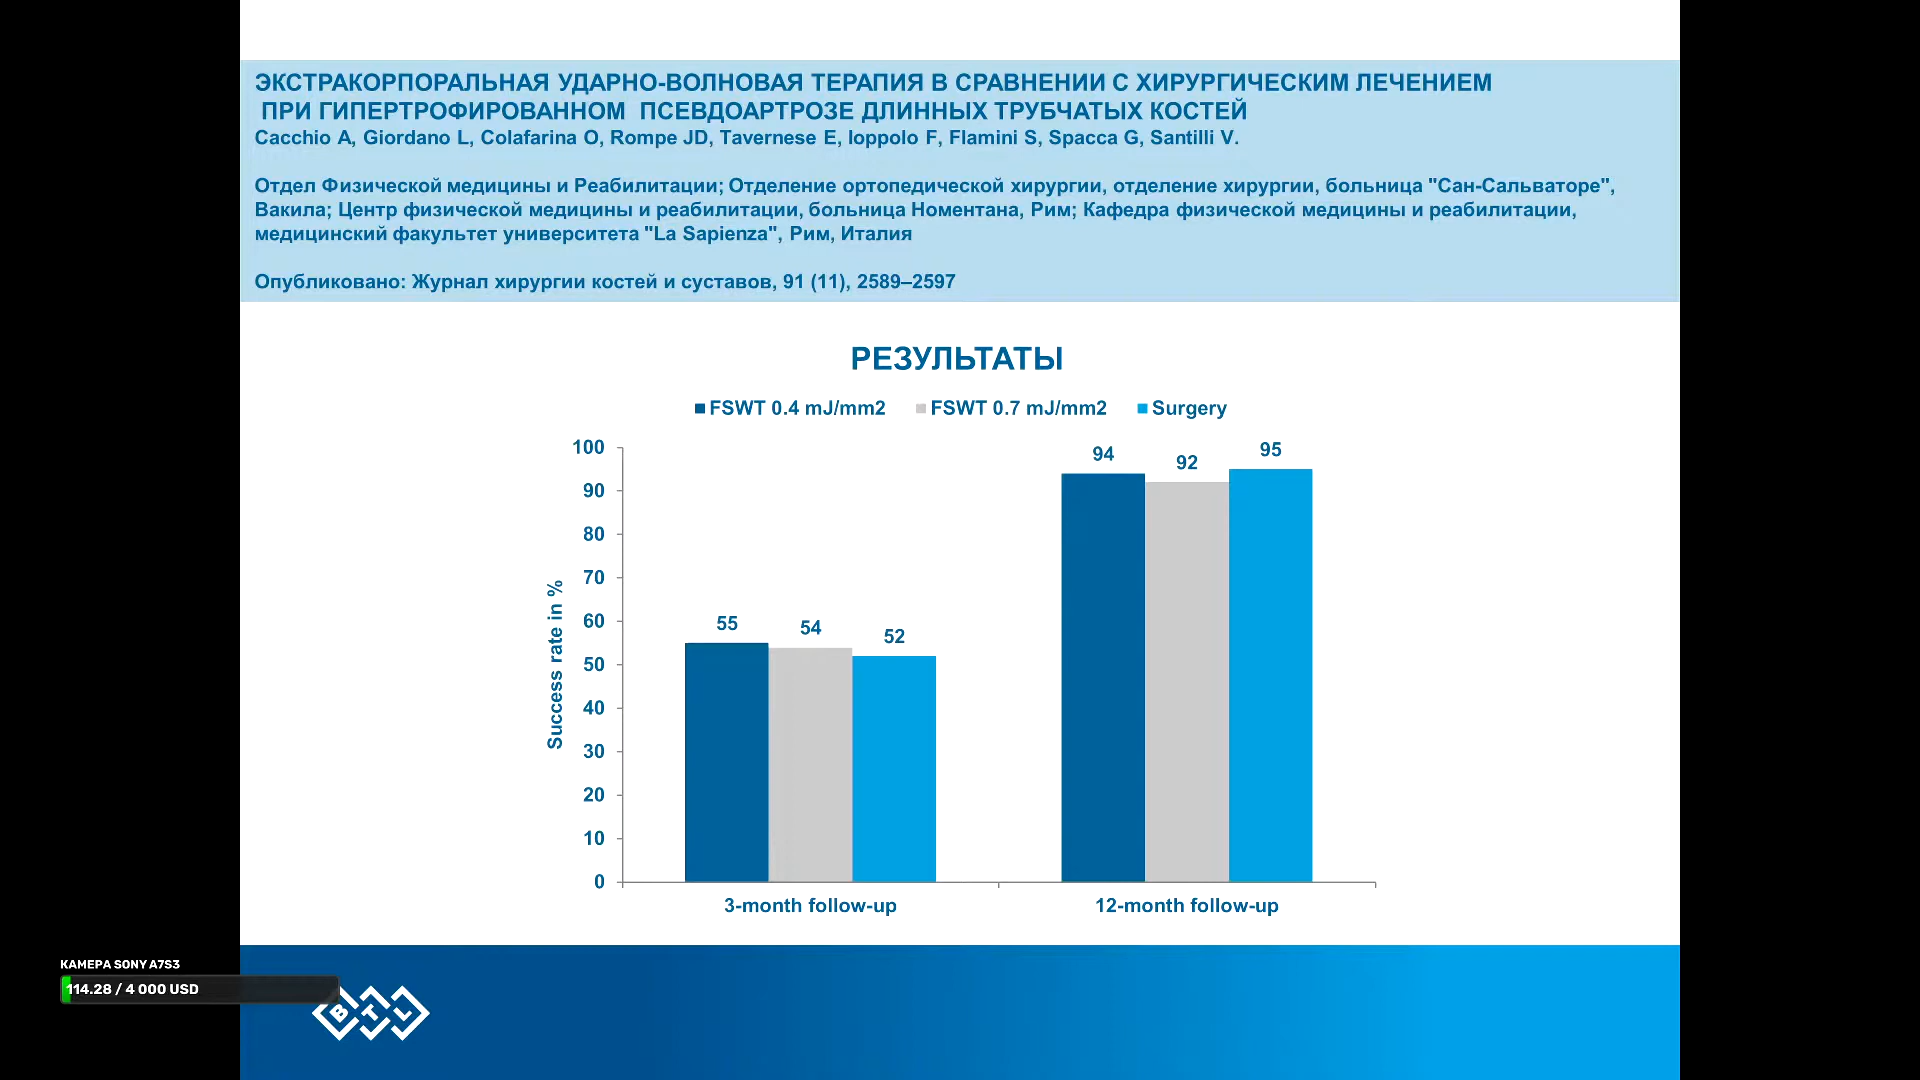 ЭКСТРАКОРПОРАЛЬНАЯ УДАРНО-ВОЛНОВАЯ ТЕРАПИЯ В СРАВНЕНИИ С ХИРУРГИЧЕСКИМ ЛЕЧЕНИЕМ
ПРИ ГИПЕРТРОФИРОВАННОМ ПСЕВДОАРТРОЗЕ ДЛИННЫХ ТРУБЧАТЫХ КОСТЕЙ
Cacchio A, Giordano L, Colafarina O, Rompe JD, Tavernese E, Ioppolo F, Flamini S, Spacca G, Santilli V.
Отдел Физической медицины и Реабилитации; Отделение ортопедической хирургии, отделение хирургии, больница "Сан-Сальваторе",
Вакила; Центр физической медицины и реабилитации, больница Номентана, Рим; Кафедра физической медицины и реабилитации,
медицинский факультет университета "La Sapienza", Рим, Италия
Опубликовано: Журнал хирургии костей и суставов, 91 (11), 2589–2597
РЕЗУЛЬТАТЫ
FSWT 0.4 mJ/mm2 FSWT 0.7 mJ/mm2 Surgery
Success rate in %
100
90
80
70
60
50
40
30
20
10
0
55 54 52
94 92 95
3-month follow-up 12-month follow-up
КАМЕРА SONY A7S3
114.28 / 4 000 USD
BTL